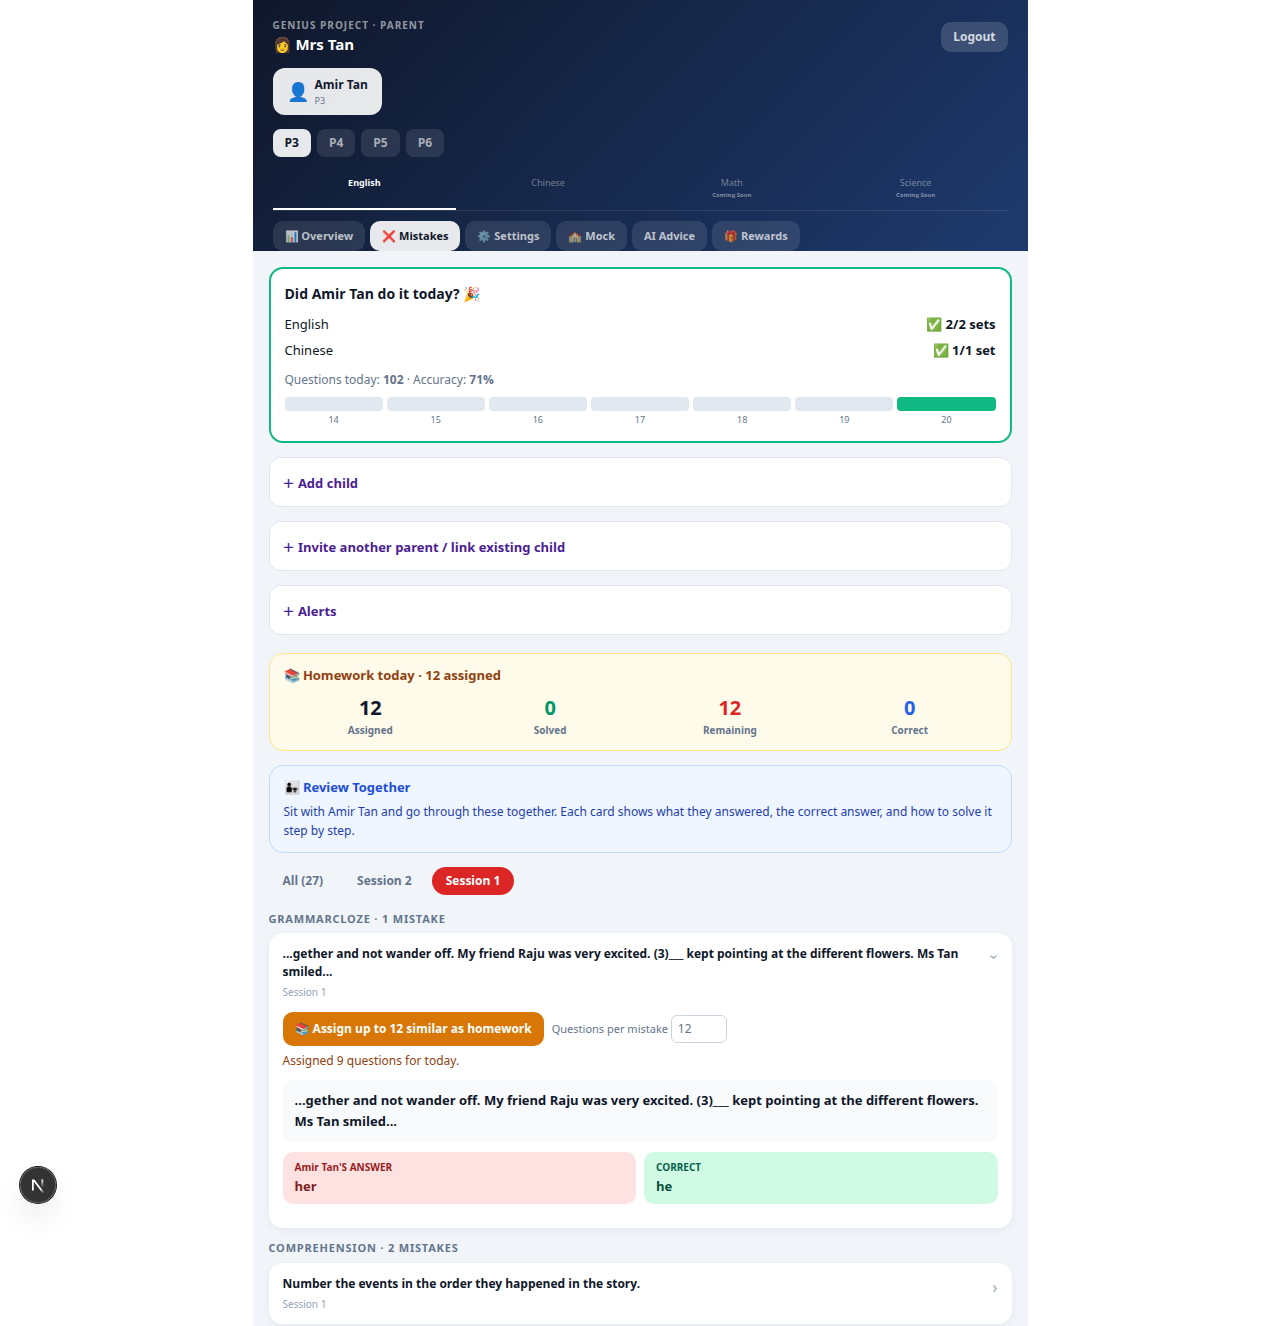 GENIUS PROJECT · PARENT
👩 Mrs Tan
Logout
👤 Amir Tan
P3
P3 P4 P5 P6
English Chinese Math Science
Coming Soon Coming Soon
📊 Overview ❌ Mistakes ⚙️ Settings 🏫 Mock AI Advice 🎁 Rewards
Did Amir Tan do it today? 🎉
English ✅ 2/2 sets
Chinese ✅ 1/1 set
Questions today: 102 · Accuracy: 71%
14 15 16 17 18 19 20
+ Add child
+ Invite another parent / link existing child
+ Alerts
📚 Homework today · 12 assigned
12 0 12 0
Assigned Solved Remaining Correct
👨‍👧 Review Together
Sit with Amir Tan and go through these together. Each card shows what they answered, the correct answer, and how to solve it
step by step.
All (27) Session 2 Session 1
GRAMMARCLOZE · 1 MISTAKE
...gether and not wander off. My friend Raju was very excited. (3)___ kept pointing at the different flowers. Ms Tan
smiled...
Session 1
📚 Assign up to 12 similar as homework Questions per mistake 12
Assigned 9 questions for today.
...gether and not wander off. My friend Raju was very excited. (3)___ kept pointing at the different flowers.
Ms Tan smiled...
Amir Tan'S ANSWER CORRECT
her he
N
COMPREHENSION · 2 MISTAKES
Number the events in the order they happened in the story.
Session 1